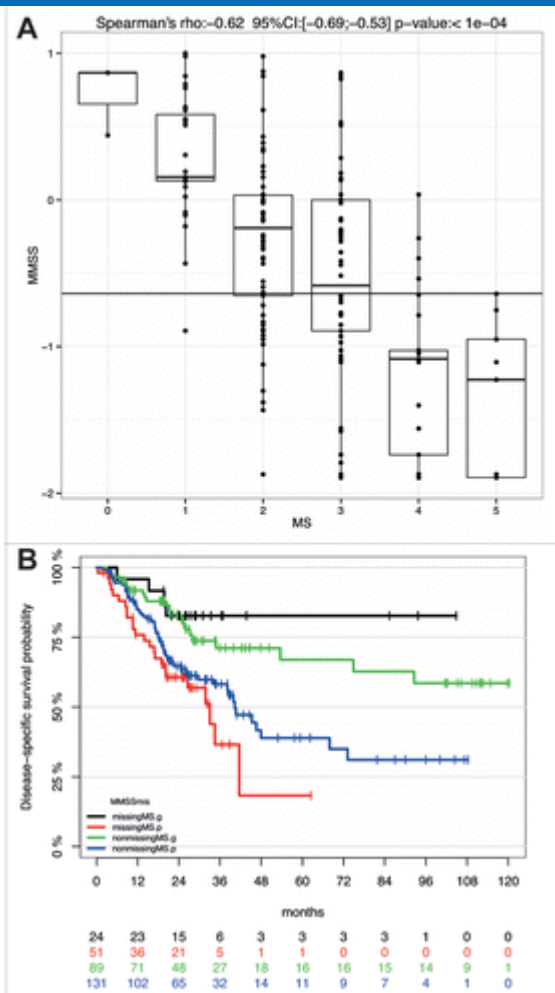 A
Spearman's rho:-0.62 95%CI:[-0.69;-0.53] p-value:< 1e-04
1
0
-1
-2
MMSS
0 1 2 3 4 5
MS
B
100 %
75 %
50 %
25 %
0 %
Disease-specific survival probability
MMSSmis
missingMS.g
missingMS.p
nonmissingMS.g
nonmissingMS.p
0 12 24 36 48 60 72 84 96 108 120
months
24 23 15 6 3 3 3 3 1 0 0
51 36 21 5 1 1 0 0 0 0 0
89 71 48 27 18 16 16 15 14 9 1
131 102 65 32 14 11 9 7 4 1 0